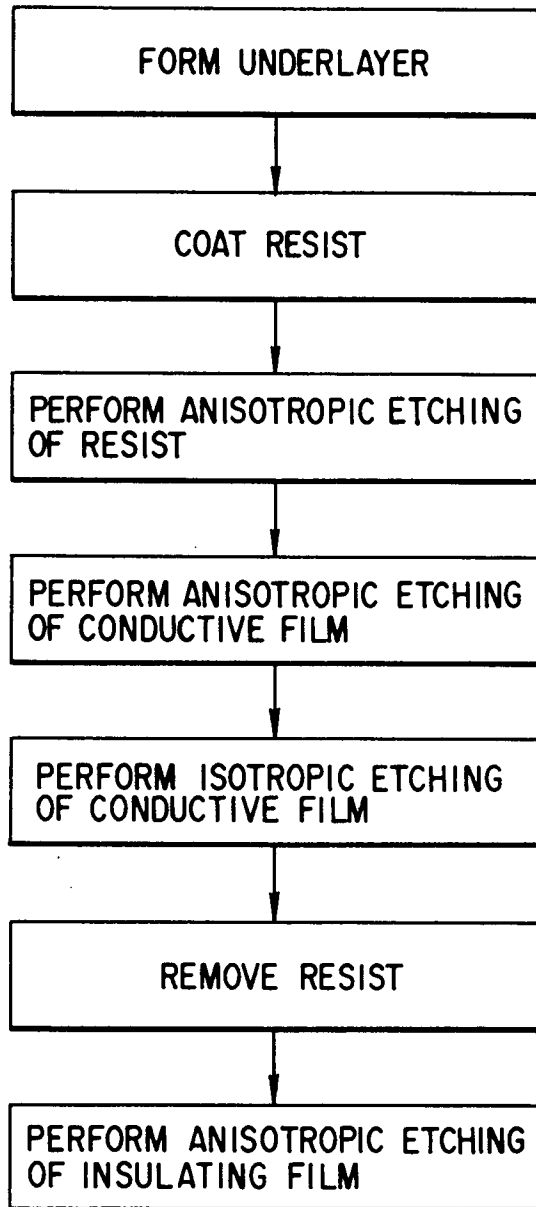 FORM UNDERLAYER
COAT RESIST
PERFORM ANISOTROPIC ETCHING
OF RESIST
PERFORM ANISOTROPIC ETCHING
OF CONDUCTIVE FILM
PERFORM ISOTROPIC ETCHING
OF CONDUCTIVE FILM
REMOVE RESIST
PERFORM ANISOTROPIC ETCHING
OF INSULATING FILM